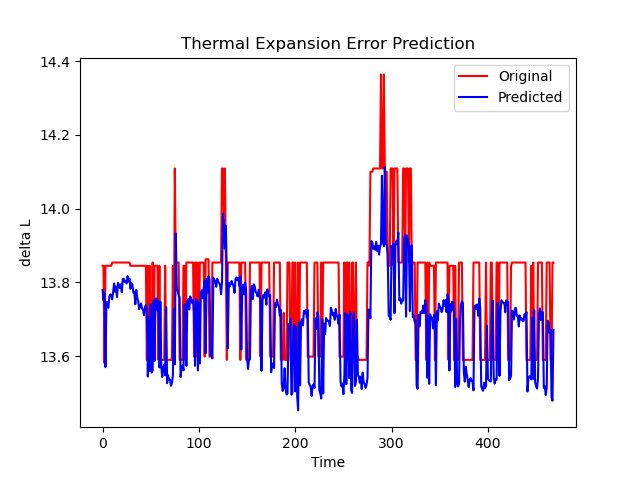 Thermal Expansion Error Prediction
14.4
14.2
14.0
13.8
13.6
delta L
Original
Predicted
0
100
200
300
400
Time